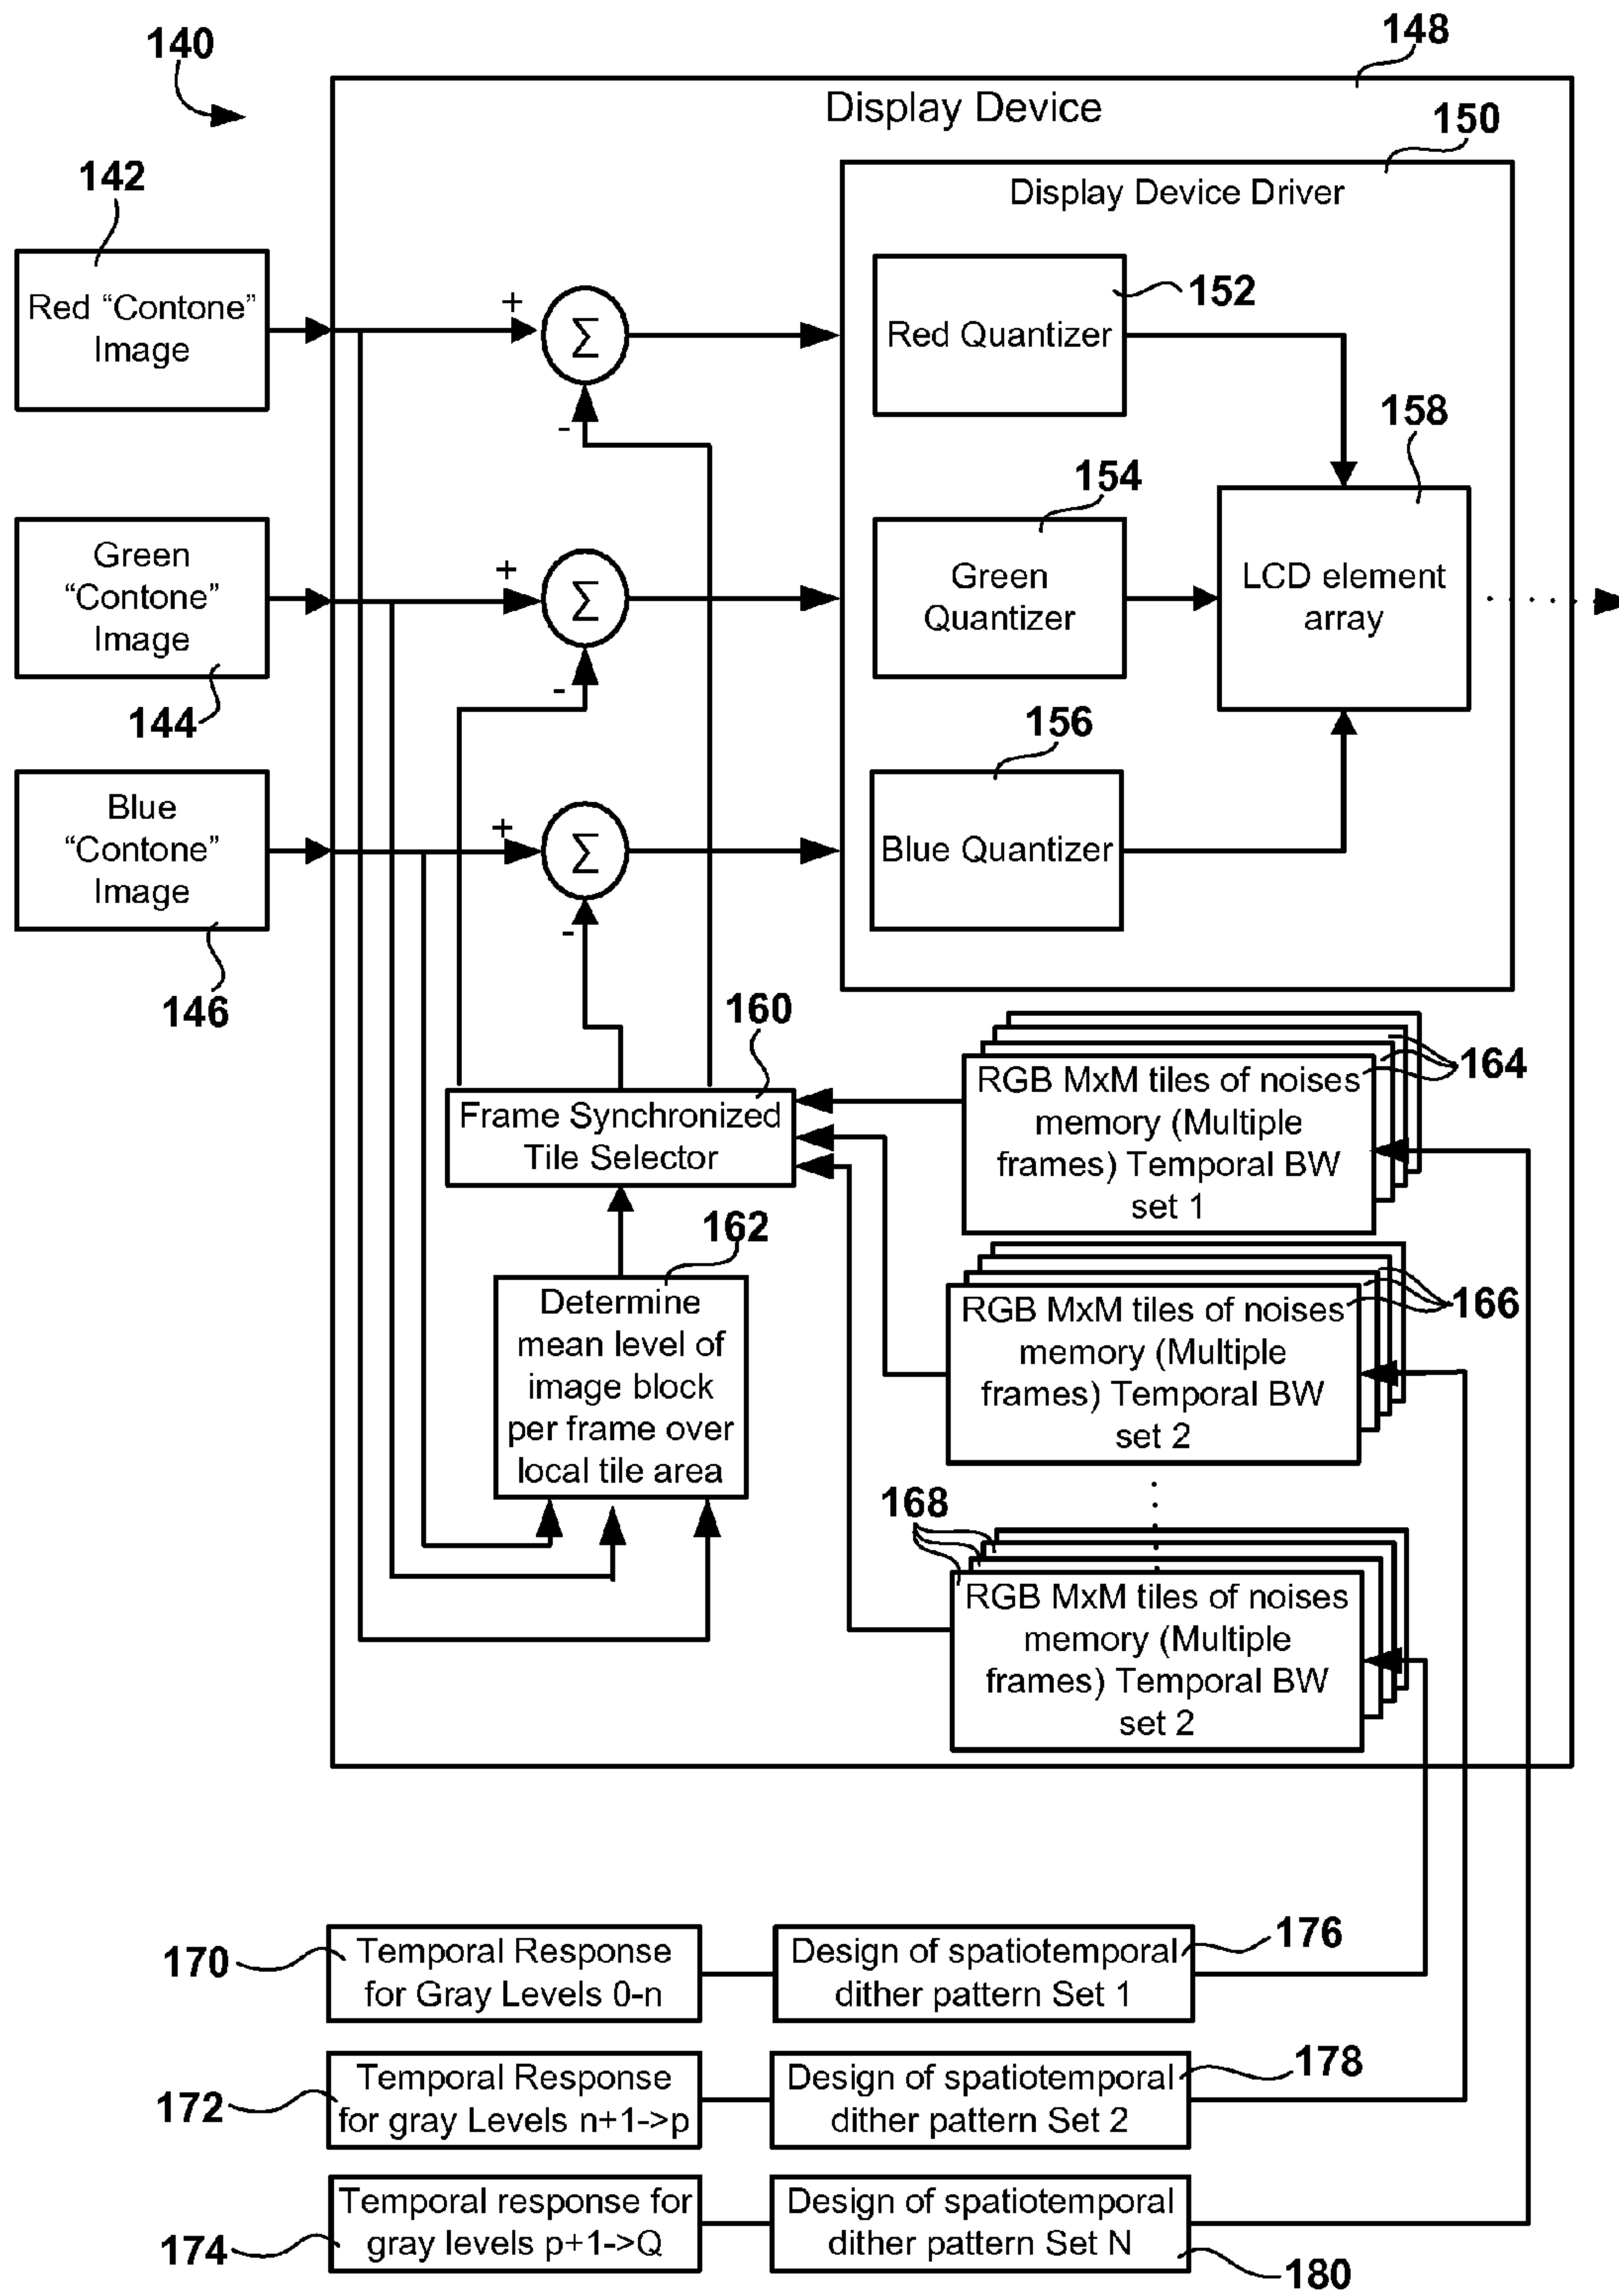 140
148
Display Device
150
Display Device Driver
142
Red “Contone”
Image
+
Σ
-
152
Red Quantizer
158
154
Green
“Contone”
Image
144
+
Σ
-
Green
Quantizer
LCD element
array
156
Blue
“Contone”
Image
146
+
Σ
-
Blue Quantizer
160
Frame Synchronized
Tile Selector
164
RGB MxM tiles of noises
memory (Multiple
frames) Temporal BW
set 1
162
Determine
mean level of
image block
per frame over
local tile area
166
RGB MxM tiles of noises
memory (Multiple
frames) Temporal BW
set 2
168
RGB MxM tiles of noises
memory (Multiple
frames) Temporal BW
set 2
170
Temporal Response
for Gray Levels 0-n
Design of spatiotemporal
dither pattern Set 1
176
172
Temporal Response
for gray Levels n+1->p
Design of spatiotemporal
dither pattern Set 2
178
174
Temporal response for
gray levels p+1->Q
Design of spatiotemporal
dither pattern Set N
180